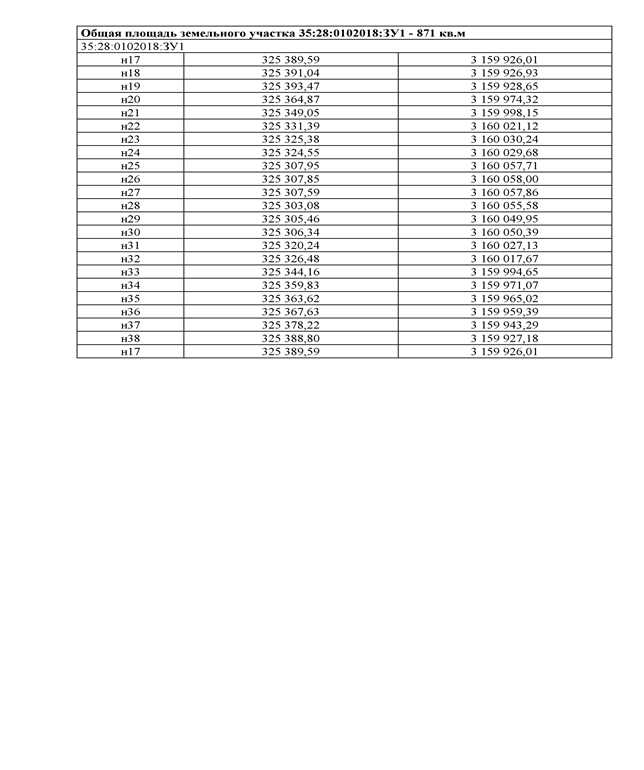 Общая площадь земельного участка 35:28:0102018:ЗУ1 - 871 кв.м
35:28:0102018:ЗУ1
н17 325 389,59 3 159 926,01
н18 325 391,04 3 159 926,93
н19 325 393,47 3 159 928,65
н20 325 364,87 3 159 974,32
н21 325 349,05 3 159 998,15
н22 325 331,39 3 160 021,12
н23 325 325,38 3 160 030,24
н24 325 324,55 3 160 029,68
н25 325 307,95 3 160 057,71
н26 325 307,85 3 160 058,00
н27 325 307,59 3 160 057,86
н28 325 303,08 3 160 055,58
н29 325 305,46 3 160 049,95
н30 325 306,34 3 160 050,39
н31 325 320,24 3 160 027,13
н32 325 326,48 3 160 017,67
н33 325 344,16 3 159 994,65
н34 325 359,83 3 159 971,07
н35 325 363,62 3 159 965,02
н36 325 367,63 3 159 959,39
н37 325 378,22 3 159 943,29
н38 325 388,80 3 159 927,18
н17 325 389,59 3 159 926,01